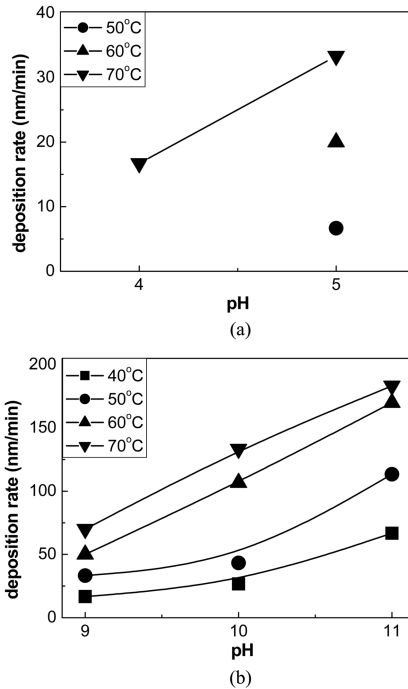 40
30
20
10
0
deposition rate (nm/min)
50°C
60°C
70°C
4
5
pH
(a)
200
150
100
50
0
deposition rate (nm/min)
40°C
50°C
60°C
70°C
9
10
11
pH
(b)